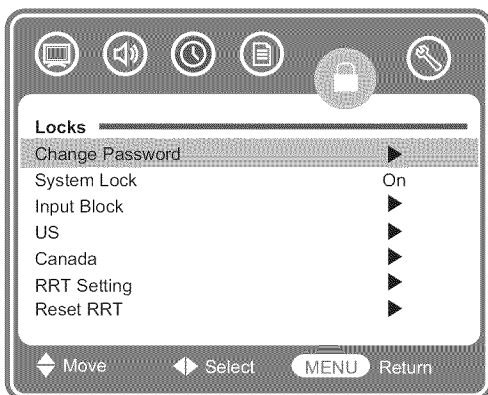 Locks
Change Password
System Lock On
Input Block
US
Canada
RRT Setting
Reset RRT
Move Select MENU Return